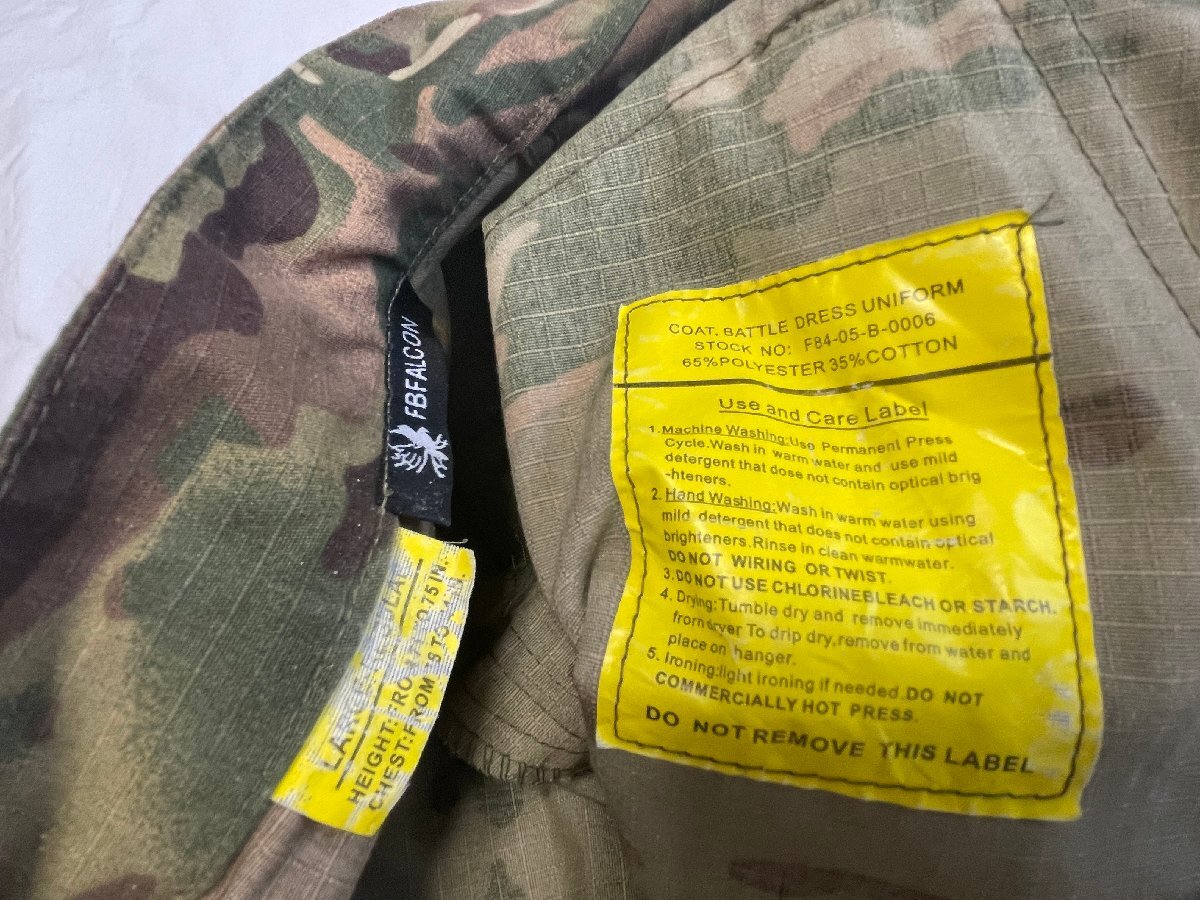 FBFALCON
HEIGHT:FRO
CHEST:FROM
COAT. BATTLE DRESS UNIFORM
STOCK NO: F84-05-B-0006
65%POLYESTER 35%COTTON
Use and Care Label
1.Machine Washing:Use Permanent Press
Cycle.Wash in warm water and use mild
detergent that dose not contain optical brig
-hteners.
2. Hand Washing:Wash in warm water using
mild detergent that does not contain optical
brighteners.Rinse in clean warmwater.
DO NOT WIRING OR TWIST.
3.DO NOT USE CHLORINEBLEACH OR STARCH.
4. Drying:Tumble dry and remove immediately
from dryer To drip dry,remove from water and
place on hanger.
5. Ironing:light ironing if needed.DO NOT
COMMERCIALLY HOT PRESS.
DO NOT REMOVE THIS LABEL